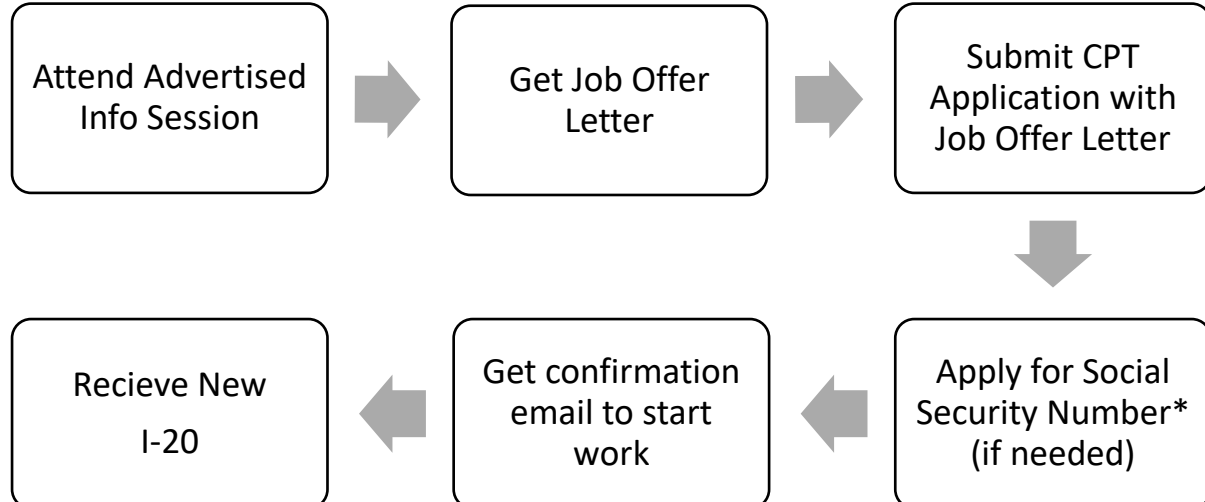 Attend Advertised
Info Session
Get Job Offer
Letter
Submit CPT
Application with
Job Offer Letter
Apply for Social
Security Number*
(if needed)
Get confirmation
email to start
work
Recieve New
I-20